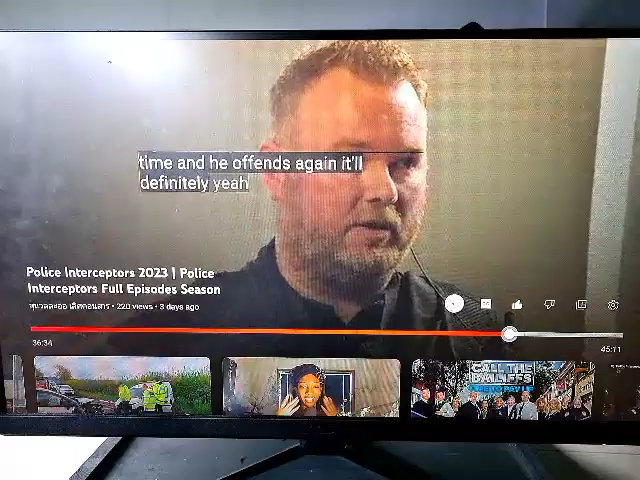 time and he offends again it'll
definitely yeah
Police Interceptors 2023 | Police
Interceptors Full Episodes Season
• 220 views • 3 days ago
36:34
45:11
CALL THE
BAILIFFS